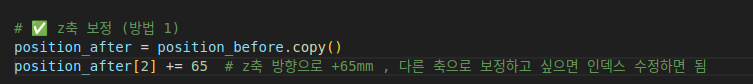 # ✅ z축 보정 (방법 1)
position_after = position_before.copy()
position_after[2] += 65  # z축 방향으로 +65mm , 다른 축으로 보정하고 싶으면 인덱스 수정하면 됨